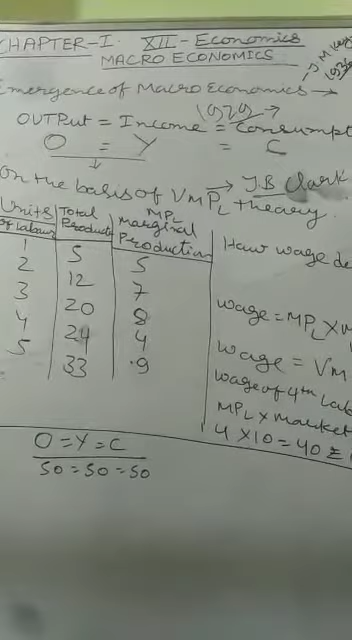 CHAPTER-I. XII-Economics
MACRO ECONOMICS
- J M Key
1936
Emergence of Macro Economics →
1929 →
OUTPUT = Income = Consumpt
O = Y = C
↓
On the basis of VMPL → J.B Clark
theory.
Units of Labour | Total Product | MPL Marginal Production
1 5 5
2 12 7
3 20 8
4 24 4
5 33 9
How wage de
wage = MPL x M
wage = VM
wage of 4th Lab
MPL x market
4 x 10 = 40
O = Y = C
50 = 50 = 50